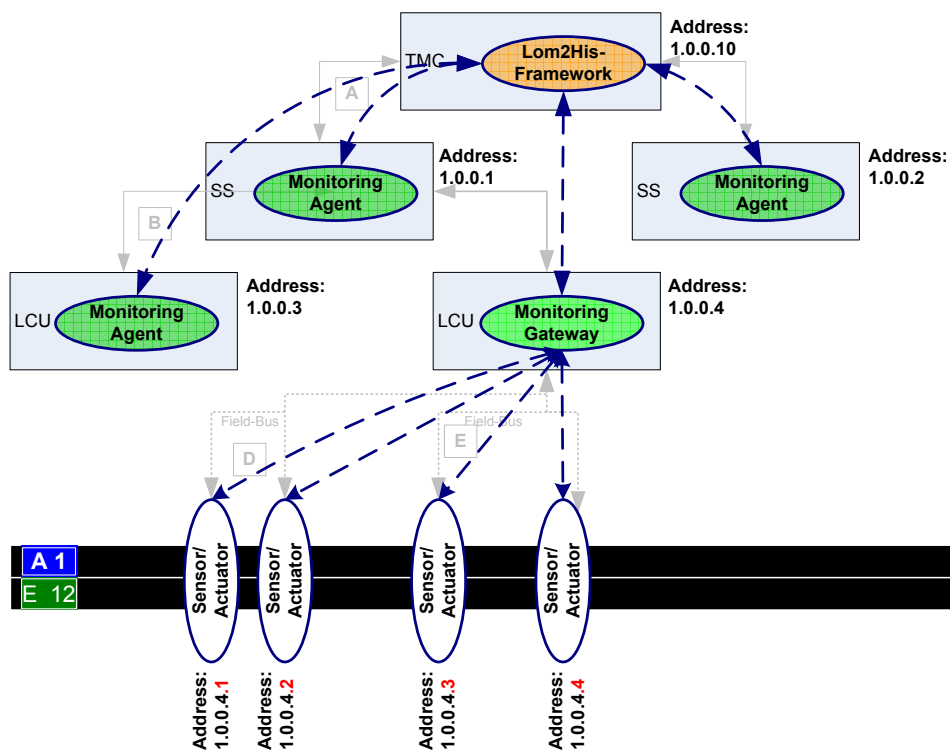 Address:
1.0.0.10
TMC
Lom2His-
Framework
A
Address:
1.0.0.1
SS
Monitoring
Agent
Address:
1.0.0.2
SS
Monitoring
Agent
B
Address:
1.0.0.3
LCU
Monitoring
Agent
Address:
1.0.0.4
LCU
Monitoring
Gateway
Field-Bus
Field-Bus
D
E
A 1
E 12
Sensor/
Actuator
Sensor/
Actuator
Sensor/
Actuator
Sensor/
Actuator
Address:
1.0.0.4.1
Address:
1.0.0.4.2
Address:
1.0.0.4.3
Address:
1.0.0.4.4